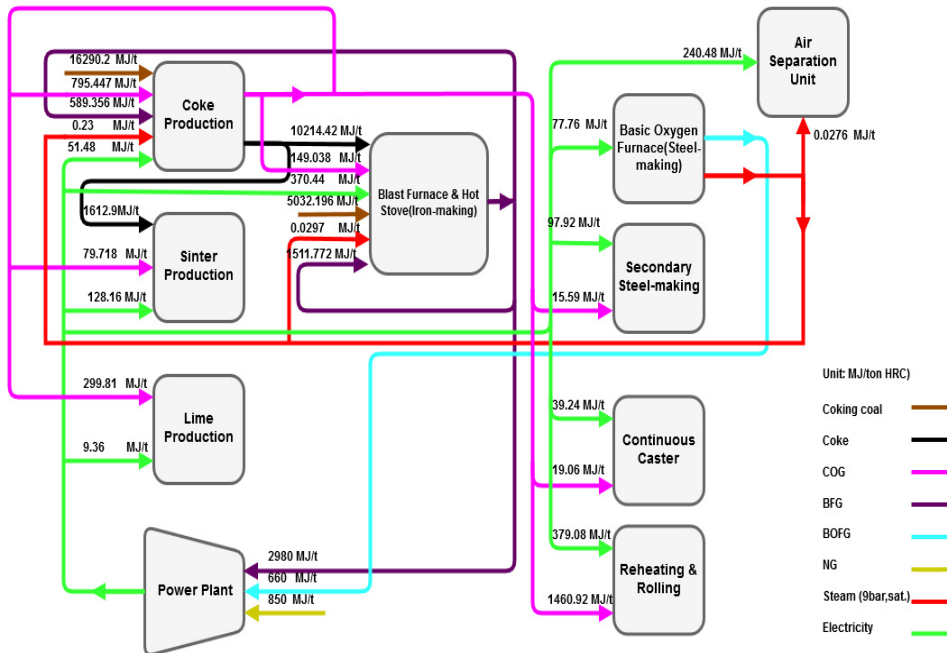 16290.2 MJ/t
795.447 MJ/t
589.356 MJ/t
0.23 MJ/t
51.48 MJ/t
Coke
Production
10214.42 MJ/t
149.038 MJ/t
370.44 MJ/t
5032.196 MJ/t
0.0297 MJ/t
1511.772 MJ/t
Blast Furnace & Hot
Stove(Iron-making)
1612.9MJ/t
79.718 MJ/t
128.16 MJ/t
Sinter
Production
299.81 MJ/t
9.36 MJ/t
Lime
Production
Power Plant
2980 MJ/t
660 MJ/t
850 MJ/t
240.48 MJ/t
Air
Separation
Unit
77.76 MJ/t
Basic Oxygen
Furnace(Steel-
making)
0.0276 MJ/t
97.92 MJ/t
Secondary
Steel-making
15.59 MJ/t
39.24 MJ/t
Continuous
Caster
19.06 MJ/t
379.08 MJ/t
Reheating &
Rolling
1460.92 MJ/t
Unit: MJ/ton HRC)
Coking coal
Coke
COG
BFG
BOFG
NG
Steam (9bar,sat.)
Electricity